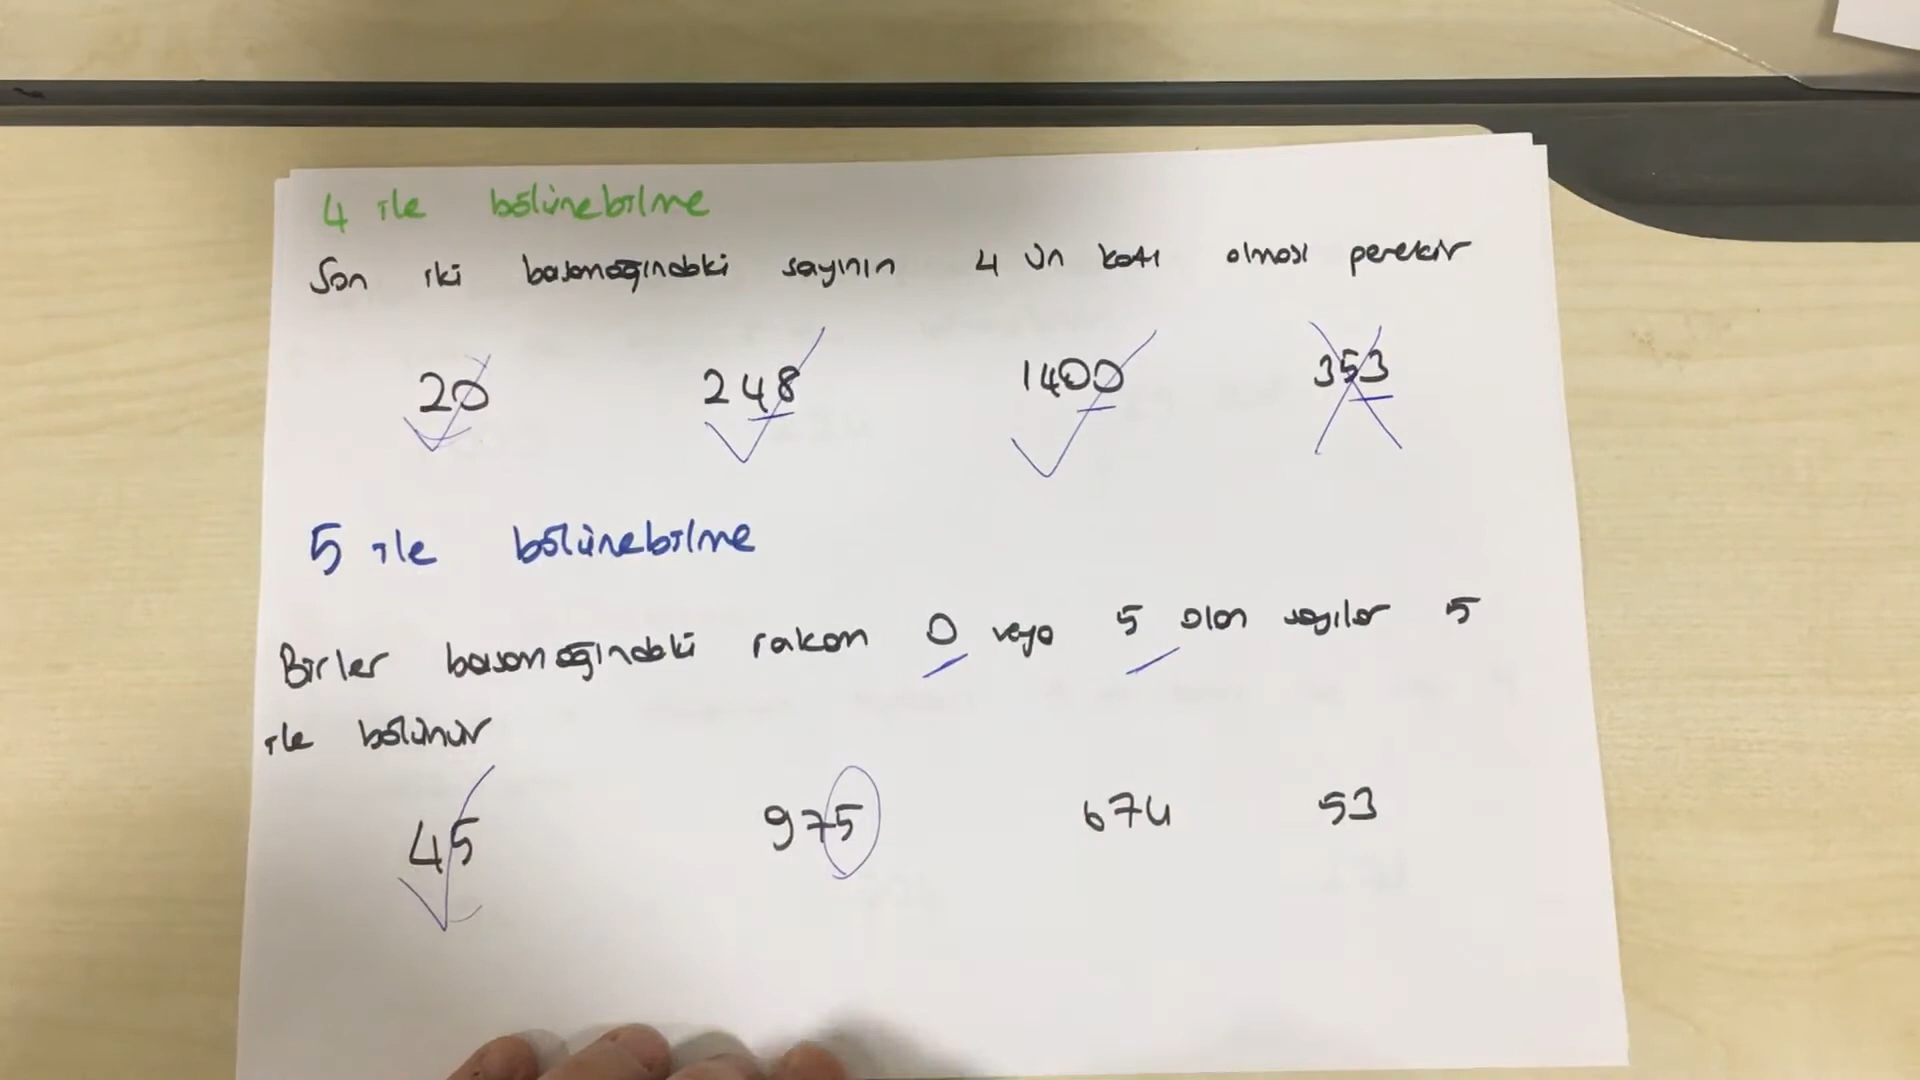 4 ile bölünebilme
Son iki basamağındaki sayının 4 ün katı olması gerekir
20 248 1400 353
5 ile bölünebilme
Birler basamağındaki rakam 0 veya 5 olan sayılar 5
ile bölünür
45 975 674 53